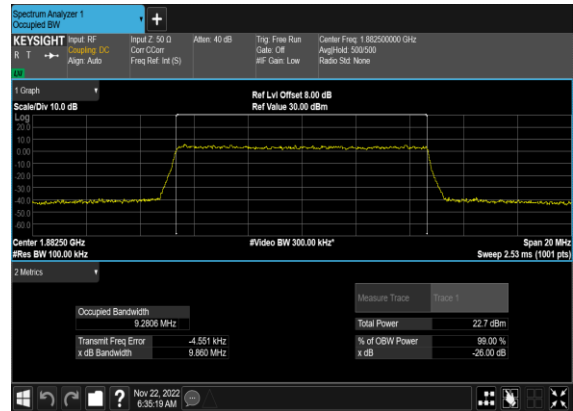 Spectrum Analyzer 1
Occupied BW
KEYSIGHT
R T
LU
Input: RF
Coupling: DC
Align: Auto
Input Z: 50 Ω
Corr CCorr
Freq Ref: Int (S)
Atten: 40 dB
Trig: Free Run
Gate: Off
#IF Gain: Low
Center Freq: 1.882500000 GHz
Avg|Hold: 500/500
Radio Std: None
1 Graph
Scale/Div 10.0 dB
Ref Lvl Offset 8.00 dB
Ref Value 30.00 dBm
Log
20.0
10.0
0.00
-10.0
-20.0
-30.0
-40.0
-50.0
-60.0
Center 1.88250 GHz
#Res BW 100.00 kHz
#Video BW 300.00 kHz*
Span 20 MHz
Sweep 2.53 ms (1001 pts)
2 Metrics
Measure Trace
Trace 1
Occupied Bandwidth
9.2806 MHz
Total Power
22.7 dBm
Transmit Freq Error
-4.551 kHz
% of OBW Power
99.00 %
x dB Bandwidth
9.860 MHz
x dB
-26.00 dB
?
Nov 22, 2022
6:35:19 AM